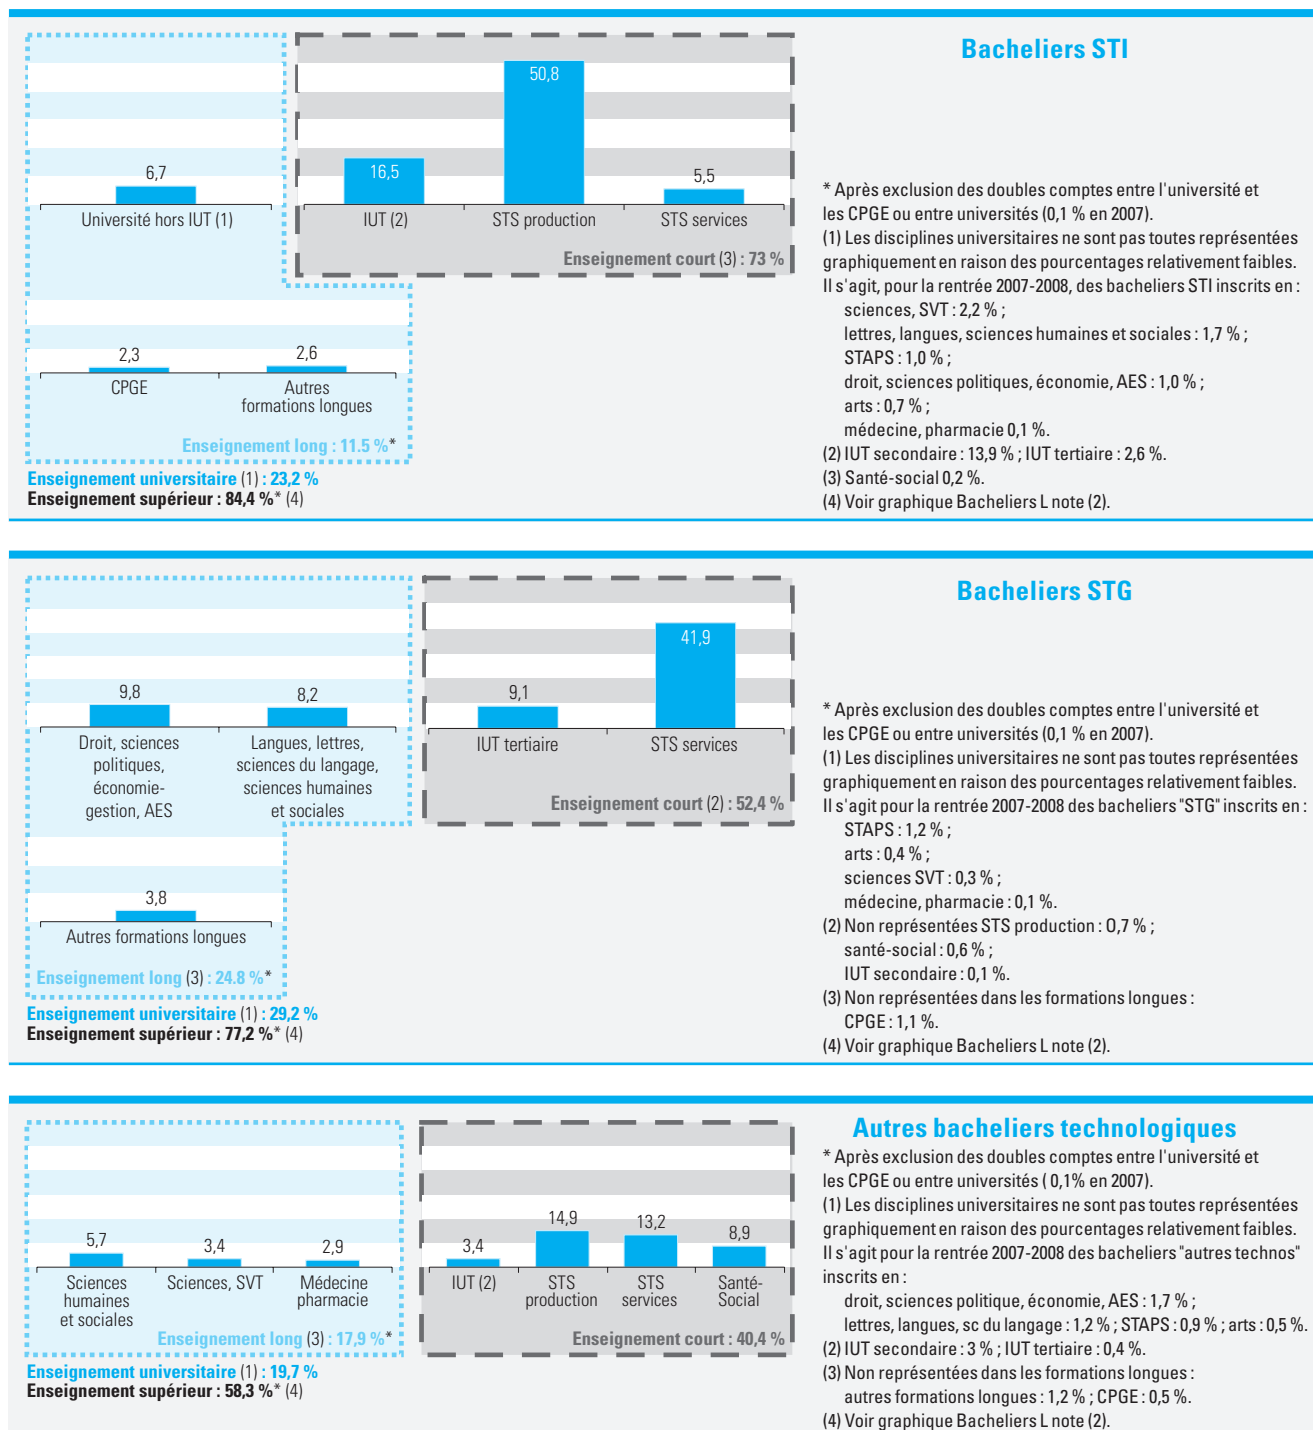 Bacheliers STI
6,7
Université hors IUT (1)
16,5
50,8
5,5
IUT (2)
STS production
STS services
Enseignement court (3) : 73 %
2,3
2,6
CPGE
Autres
formations longues
Enseignement long : 11.5 %*
Enseignement universitaire (1) : 23,2 %
Enseignement supérieur : 84,4 %* (4)
* Après exclusion des doubles comptes entre l'université et
les CPGE ou entre universités (0,1 % en 2007).
(1) Les disciplines universitaires ne sont pas toutes représentées
graphiquement en raison des pourcentages relativement faibles.
Il s'agit, pour la rentrée 2007-2008, des bacheliers STI inscrits en :
sciences, SVT : 2,2 % ;
lettres, langues, sciences humaines et sociales : 1,7 % ;
STAPS : 1,0 % ;
droit, sciences politiques, économie, AES : 1,0 % ;
arts : 0,7 % ;
médecine, pharmacie 0,1 %.
(2) IUT secondaire : 13,9 % ; IUT tertiaire : 2,6 %.
(3) Santé-social 0,2 %.
(4) Voir graphique Bacheliers L note (2).
Bacheliers STG
9,8
8,2
Droit, sciences
politiques,
économie-
gestion, AES
Langues, lettres,
sciences du langage,
sciences humaines
et sociales
9,1
41,9
IUT tertiaire
STS services
Enseignement court (2) : 52,4 %
3,8
Autres formations longues
Enseignement long (3) : 24.8 %*
Enseignement universitaire (1) : 29,2 %
Enseignement supérieur : 77,2 %* (4)
* Après exclusion des doubles comptes entre l'université et
les CPGE ou entre universités (0,1 % en 2007).
(1) Les disciplines universitaires ne sont pas toutes représentées
graphiquement en raison des pourcentages relativement faibles.
Il s'agit pour la rentrée 2007-2008 des bacheliers "STG" inscrits en :
STAPS : 1,2 % ;
arts : 0,4 % ;
sciences SVT : 0,3 % ;
médecine, pharmacie : 0,1 %.
(2) Non représentées STS production : 0,7 % ;
santé-social : 0,6 % ;
IUT secondaire : 0,1 %.
(3) Non représentées dans les formations longues :
CPGE : 1,1 %.
(4) Voir graphique Bacheliers L note (2).
Autres bacheliers technologiques
5,7
3,4
2,9
Sciences
humaines
et sociales
Sciences, SVT
Médecine
pharmacie
Enseignement long (3) : 17,9 %*
3,4
14,9
13,2
8,9
IUT (2)
STS
production
STS
services
Santé-
Social
Enseignement court : 40,4 %
Enseignement universitaire (1) : 19,7 %
Enseignement supérieur : 58,3 %* (4)
* Après exclusion des doubles comptes entre l'université et
les CPGE ou entre universités ( 0,1% en 2007).
(1) Les disciplines universitaires ne sont pas toutes représentées
graphiquement en raison des pourcentages relativement faibles.
Il s'agit pour la rentrée 2007-2008 des bacheliers "autres technos"
inscrits en :
droit, sciences politique, économie, AES : 1,7 % ;
lettres, langues, sc du langage : 1,2 % ; STAPS : 0,9 % ; arts : 0,5 %.
(2) IUT secondaire : 3 % ; IUT tertiaire : 0,4 %.
(3) Non représentées dans les formations longues :
autres formations longues : 1,2 % ; CPGE : 0,5 %.
(4) Voir graphique Bacheliers L note (2).